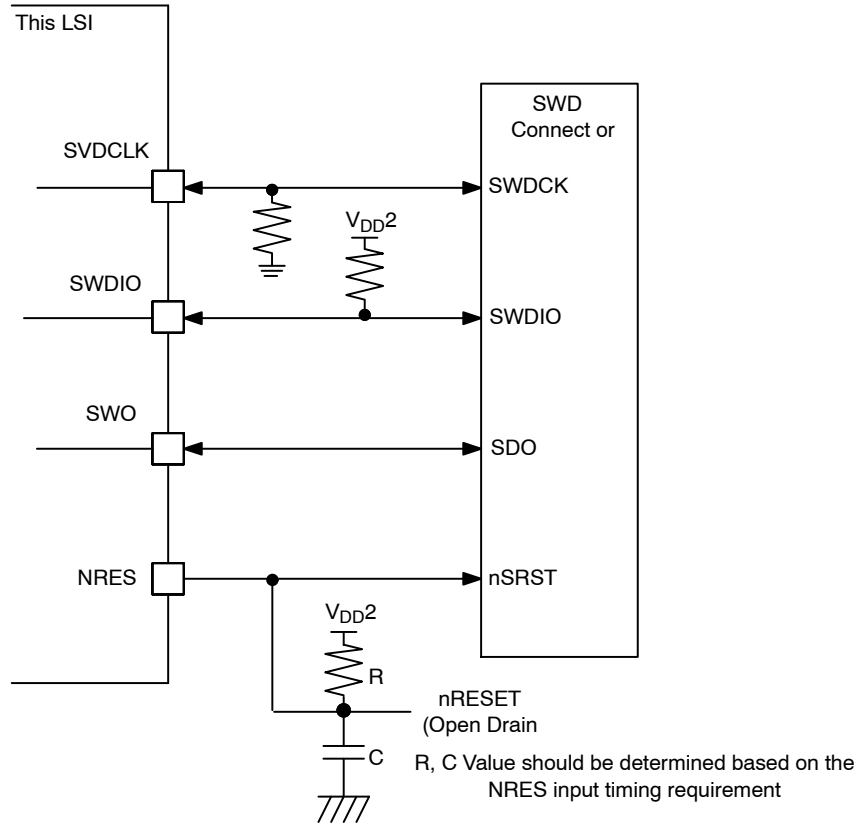 This LSI
SWD
Connect or
SVDCLK
SWDCK
VDD2
SWDIO
SWDIO
SWO
SDO
NRES
nSRST
VDD2
R
nRESET
(Open Drain
C
R, C Value should be determined based on the
NRES input timing requirement